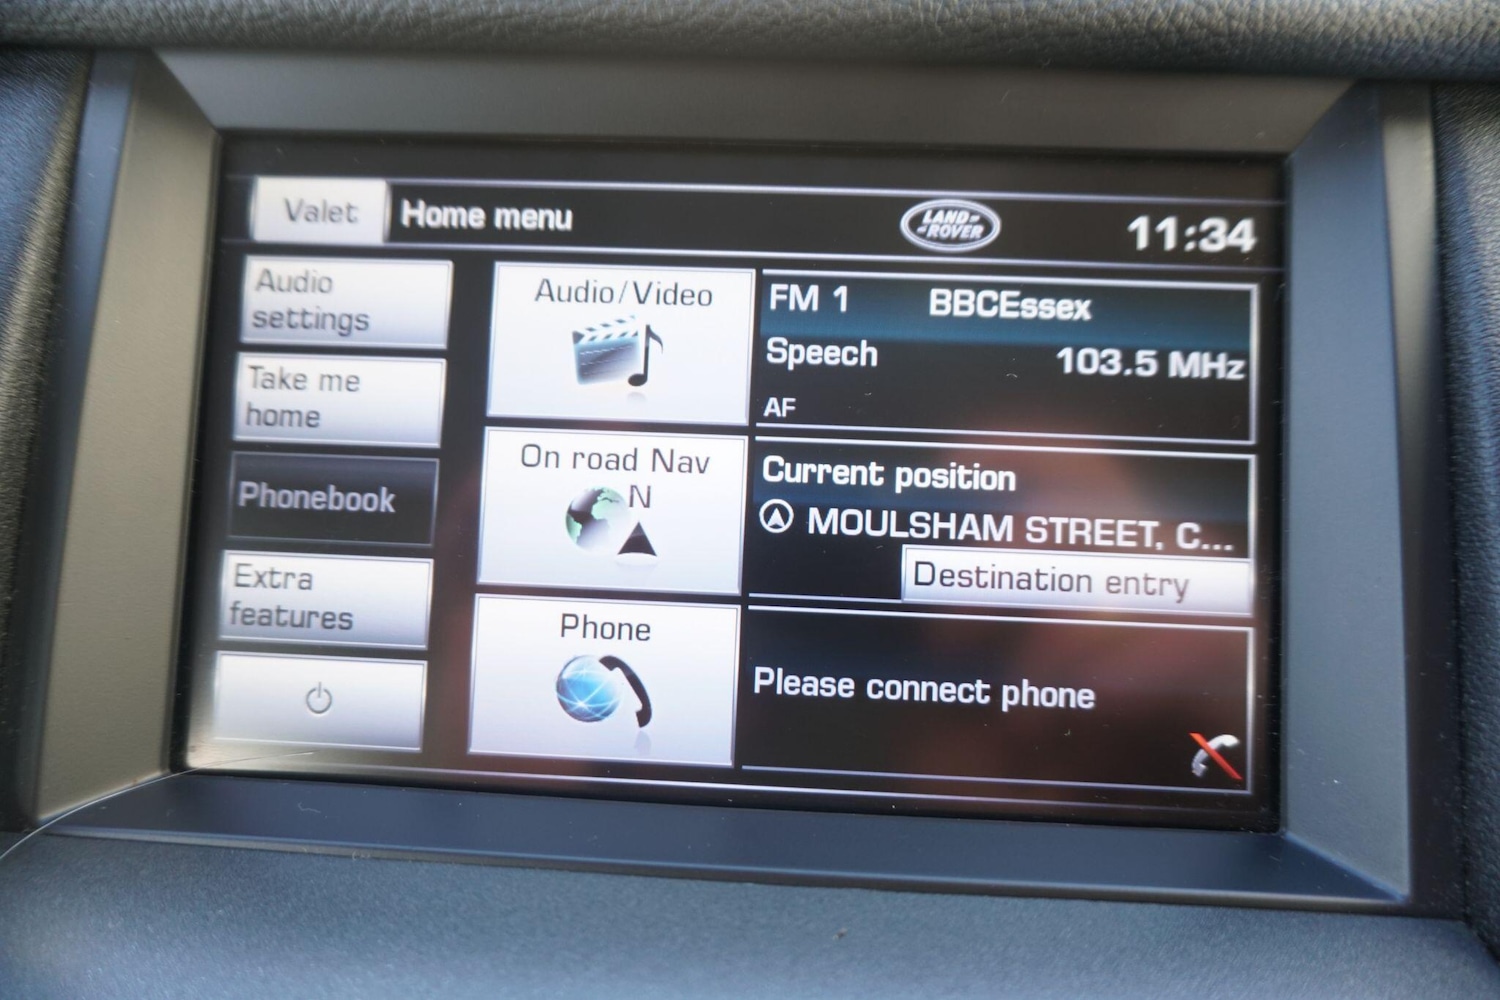 Valet
Home menu
LAND-
-ROVER
11:34
Audio
settings
Take me
home
Phonebook
Extra
features
Audio/Video
On road Nav
N
Phone
FM 1 BBCEssex
Speech 103.5 MHz
AF
Current position
MOULSHAM STREET, C...
Destination entry
Please connect phone